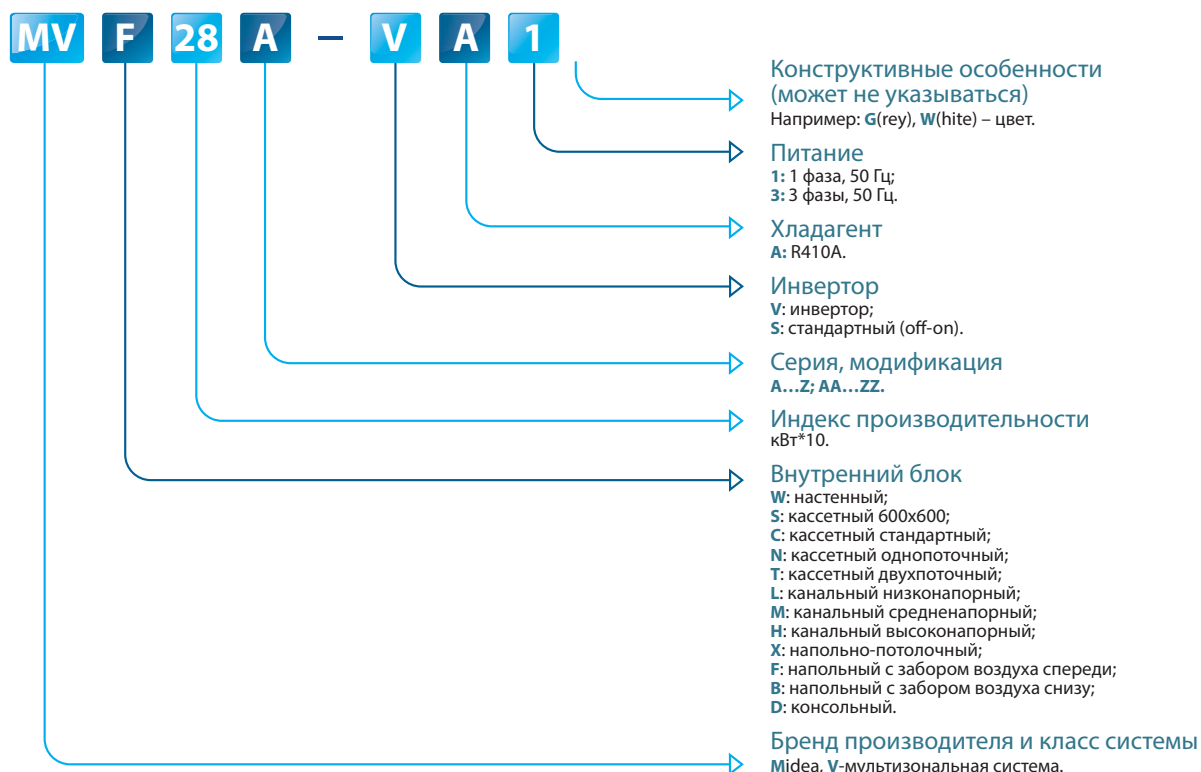 MV F 28 A – V A 1
Конструктивные особенности
(может не указываться)
Например: G(rey), W(hite) – цвет.
Питание
1: 1 фаза, 50 Гц;
3: 3 фазы, 50 Гц.
Хладагент
A: R410A.
Инвертор
V: инвертор;
S: стандартный (off-on).
Серия, модификация
A…Z; AA…ZZ.
Индекс производительности
кВт*10.
Внутренний блок
W: настенный;
S: кассетный 600x600;
C: кассетный стандартный;
N: кассетный однопоточный;
T: кассетный двухпоточный;
L: канальный низконапорный;
M: канальный средненапорный;
H: канальный высоконапорный;
X: напольно-потолочный;
F: напольный с забором воздуха спереди;
B: напольный с забором воздуха снизу;
D: консольный.
Бренд производителя и класс системы
Midea, V-мультизональная система.